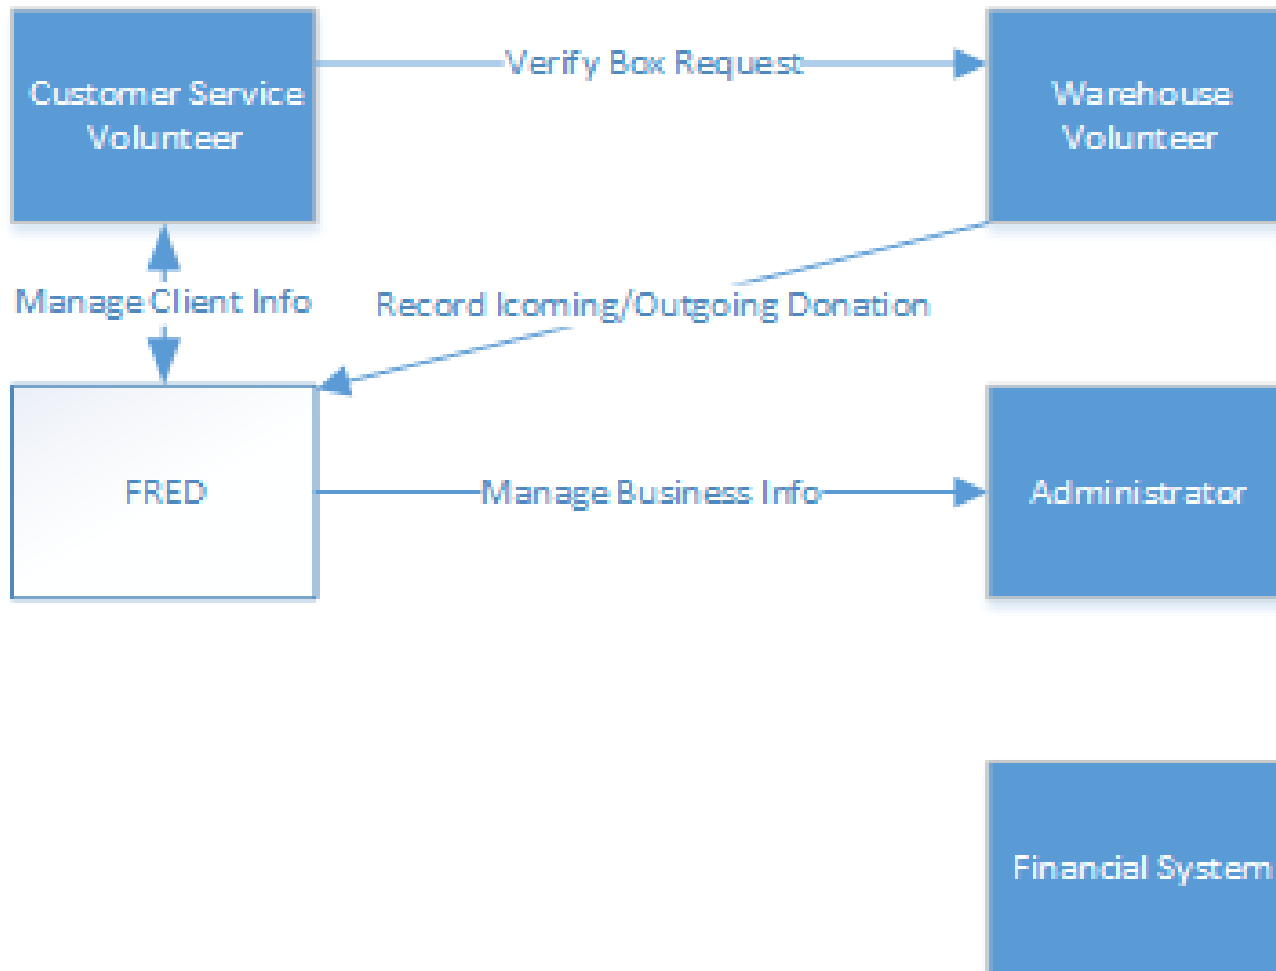 Customer Service
Volunteer
Verify Box Request
Warehouse
Volunteer
Manage Client Info
Record Icoming/Outgoing Donation
FRED
Manage Business Info
Administrator
Financial System